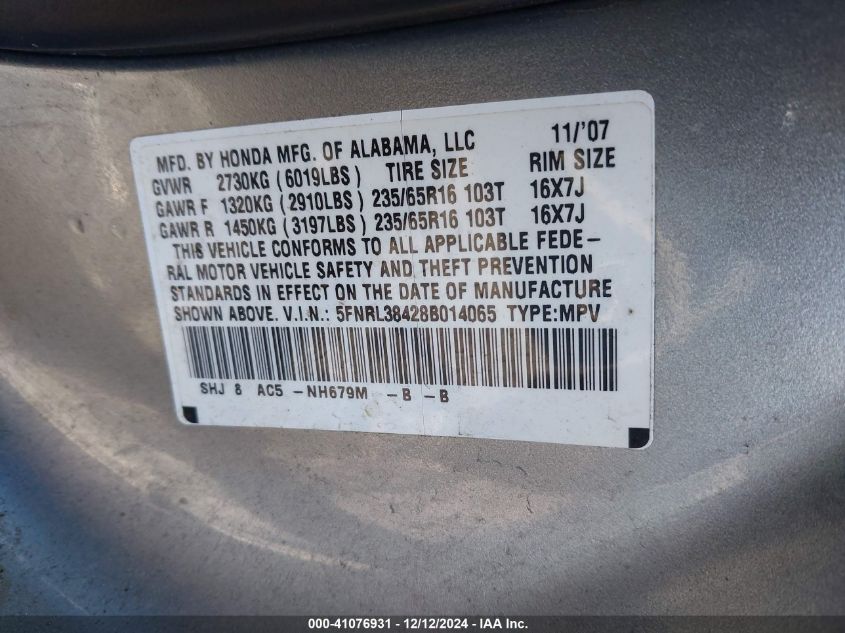 MFD. BY HONDA MFG. OF ALABAMA, LLC 11/'07
GVWR 2730KG (6019LBS) TIRE SIZE RIM SIZE
GAWR F 1320KG (2910LBS) 235/65R16 103T 16X7J
GAWR R 1450KG (3197LBS) 235/65R16 103T 16X7J
THIS VEHICLE CONFORMS TO ALL APPLICABLE FEDE-
RAL MOTOR VEHICLE SAFETY AND THEFT PREVENTION
STANDARDS IN EFFECT ON THE DATE OF MANUFACTURE
SHOWN ABOVE. V.I.N.: 5FNRL38428B014065 TYPE:MPV
SHJ 8 AC5 -NH679M -B -B
000-41076931 - 12/12/2024 - IAA Inc.